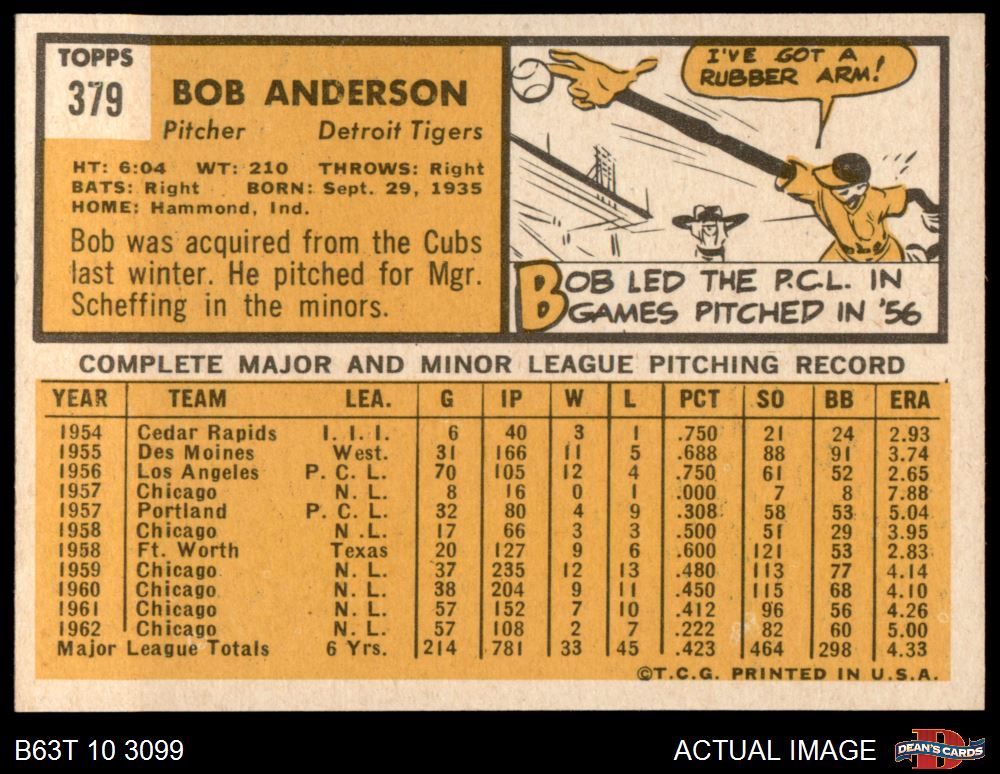 TOPPS
379
BOB ANDERSON
Pitcher Detroit Tigers
HT: 6:04 WT: 210 THROWS: Right
BATS: Right BORN: Sept. 29, 1935
HOME: Hammond, Ind.
Bob was acquired from the Cubs
last winter. He pitched for Mgr.
Scheffing in the minors.
I'VE GOT A
RUBBER ARM!
BOB LED THE P.C.L. IN
GAMES PITCHED IN '56
COMPLETE MAJOR AND MINOR LEAGUE PITCHING RECORD
YEAR TEAM LEA. G IP W L PCT SO BB ERA
1954 Cedar Rapids I. I. I. 6 40 3 1 .750 21 24 2.93
1955 Des Moines West. 31 166 11 5 .688 88 91 3.74
1956 Los Angeles P. C. L. 70 105 12 4 .750 61 52 2.65
1957 Chicago N. L. 8 16 0 1 .000 7 8 7.88
1957 Portland P. C. L. 32 80 4 9 .308 58 53 5.04
1958 Chicago N .L. 17 66 3 3 .500 51 29 3.95
1958 Ft. Worth Texas 20 127 9 6 .600 121 53 2.83
1959 Chicago N. L. 37 235 12 13 .480 113 77 4.14
1960 Chicago N. L. 38 204 9 11 .450 115 68 4.10
1961 Chicago N. L. 57 152 7 10 .412 96 56 4.26
1962 Chicago N. L. 57 108 2 7 .222 82 60 5.00
Major League Totals 6 Yrs. 214 781 33 45 .423 464 298 4.33
©T.C.G. PRINTED IN U.S.A.
B63T 10 3099
ACTUAL IMAGE
DEAN'S CARDS